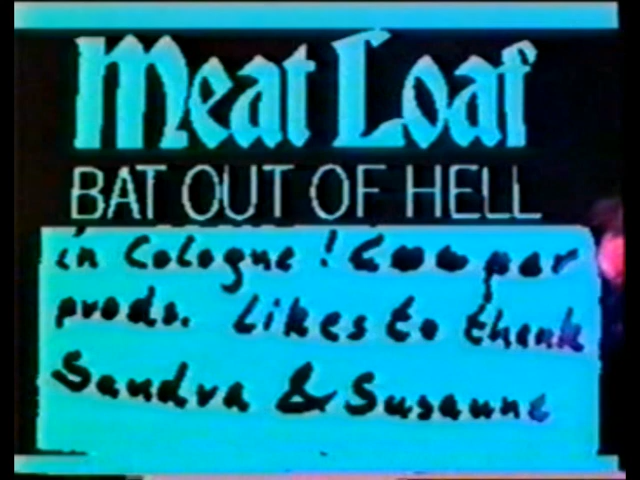 Meat Loaf
BAT OUT OF HELL
in Cologne! Cooper
prods. likes to thank
Sandra & Susanne